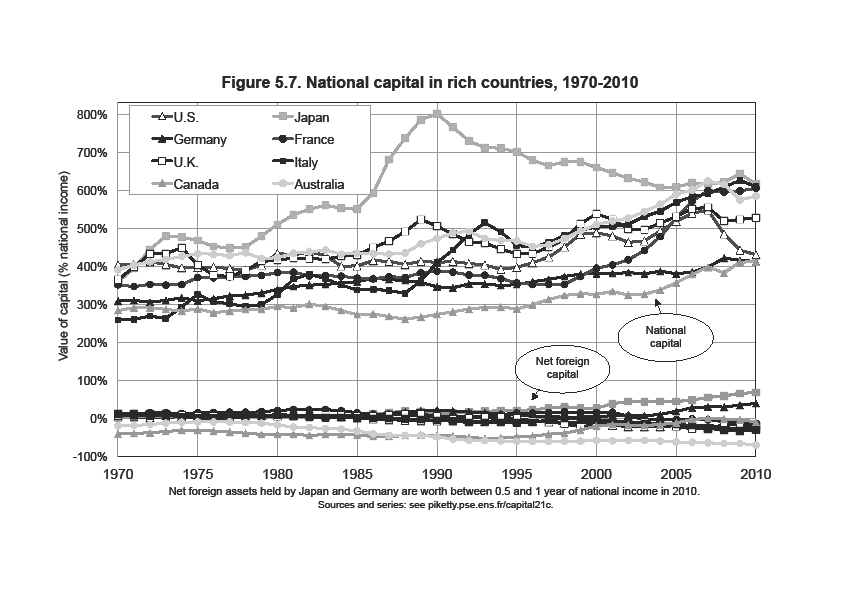 Figure 5.7. National capital in rich countries, 1970-2010
Value of capital (% national income)
800%
700%
600%
500%
400%
300%
200%
100%
0%
-100%
U.S.
Japan
Germany
France
U.K.
Italy
Canada
Australia
National
capital
Net foreign
capital
1970 1975 1980 1985 1990 1995 2000 2005 2010
Net foreign assets held by Japan and Germany are worth between 0.5 and 1 year of national income in 2010.
Sources and series: see piketty.pse.ens.fr/capital21c.